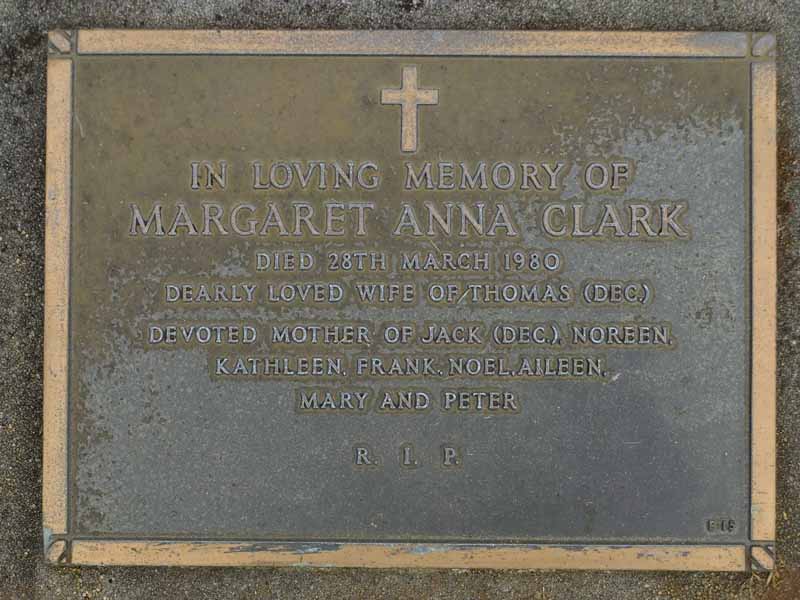 IN LOVING MEMORY OF
MARGARET ANNA CLARK
DIED 28TH MARCH 1980
DEARLY LOVED WIFE OF THOMAS (DEC.)
DEVOTED MOTHER OF JACK (DEC.), NOREEN,
KATHLEEN, FRANK, NOEL, AILEEN,
MARY AND PETER
R. I. P.